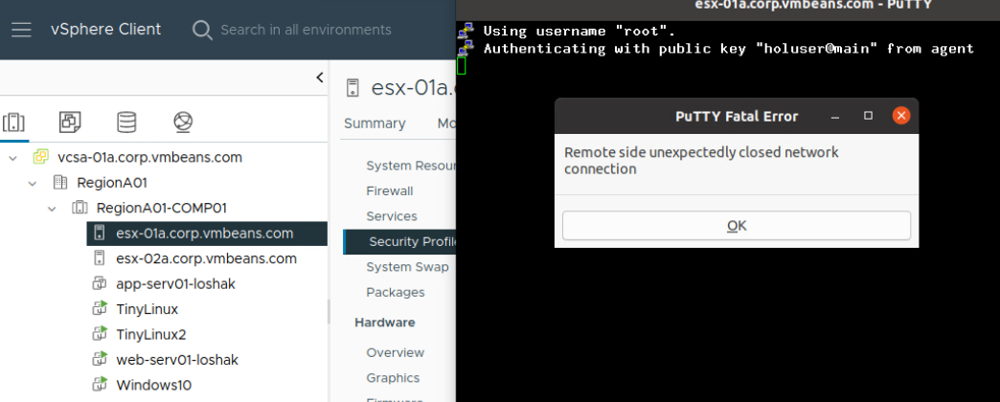 vSphere Client
Search in all environments
vcsa-01a.corp.vmbeans.com
RegionA01
RegionA01-COMP01
esx-01a.corp.vmbeans.com
esx-02a.corp.vmbeans.com
app-serv01-loshak
TinyLinux
TinyLinux2
web-serv01-loshak
Windows10
esx-01a.
Summary
Mo
System Resour
Firewall
Services
Security Profile
System Swap
Packages
Hardware
Overview
Graphics
Firmware
esx-01a.corp.vmbeans.com - PuTTY
Using username "root".
Authenticating with public key "holuser@main" from agent
PuTTY Fatal Error
Remote side unexpectedly closed network
connection
OK